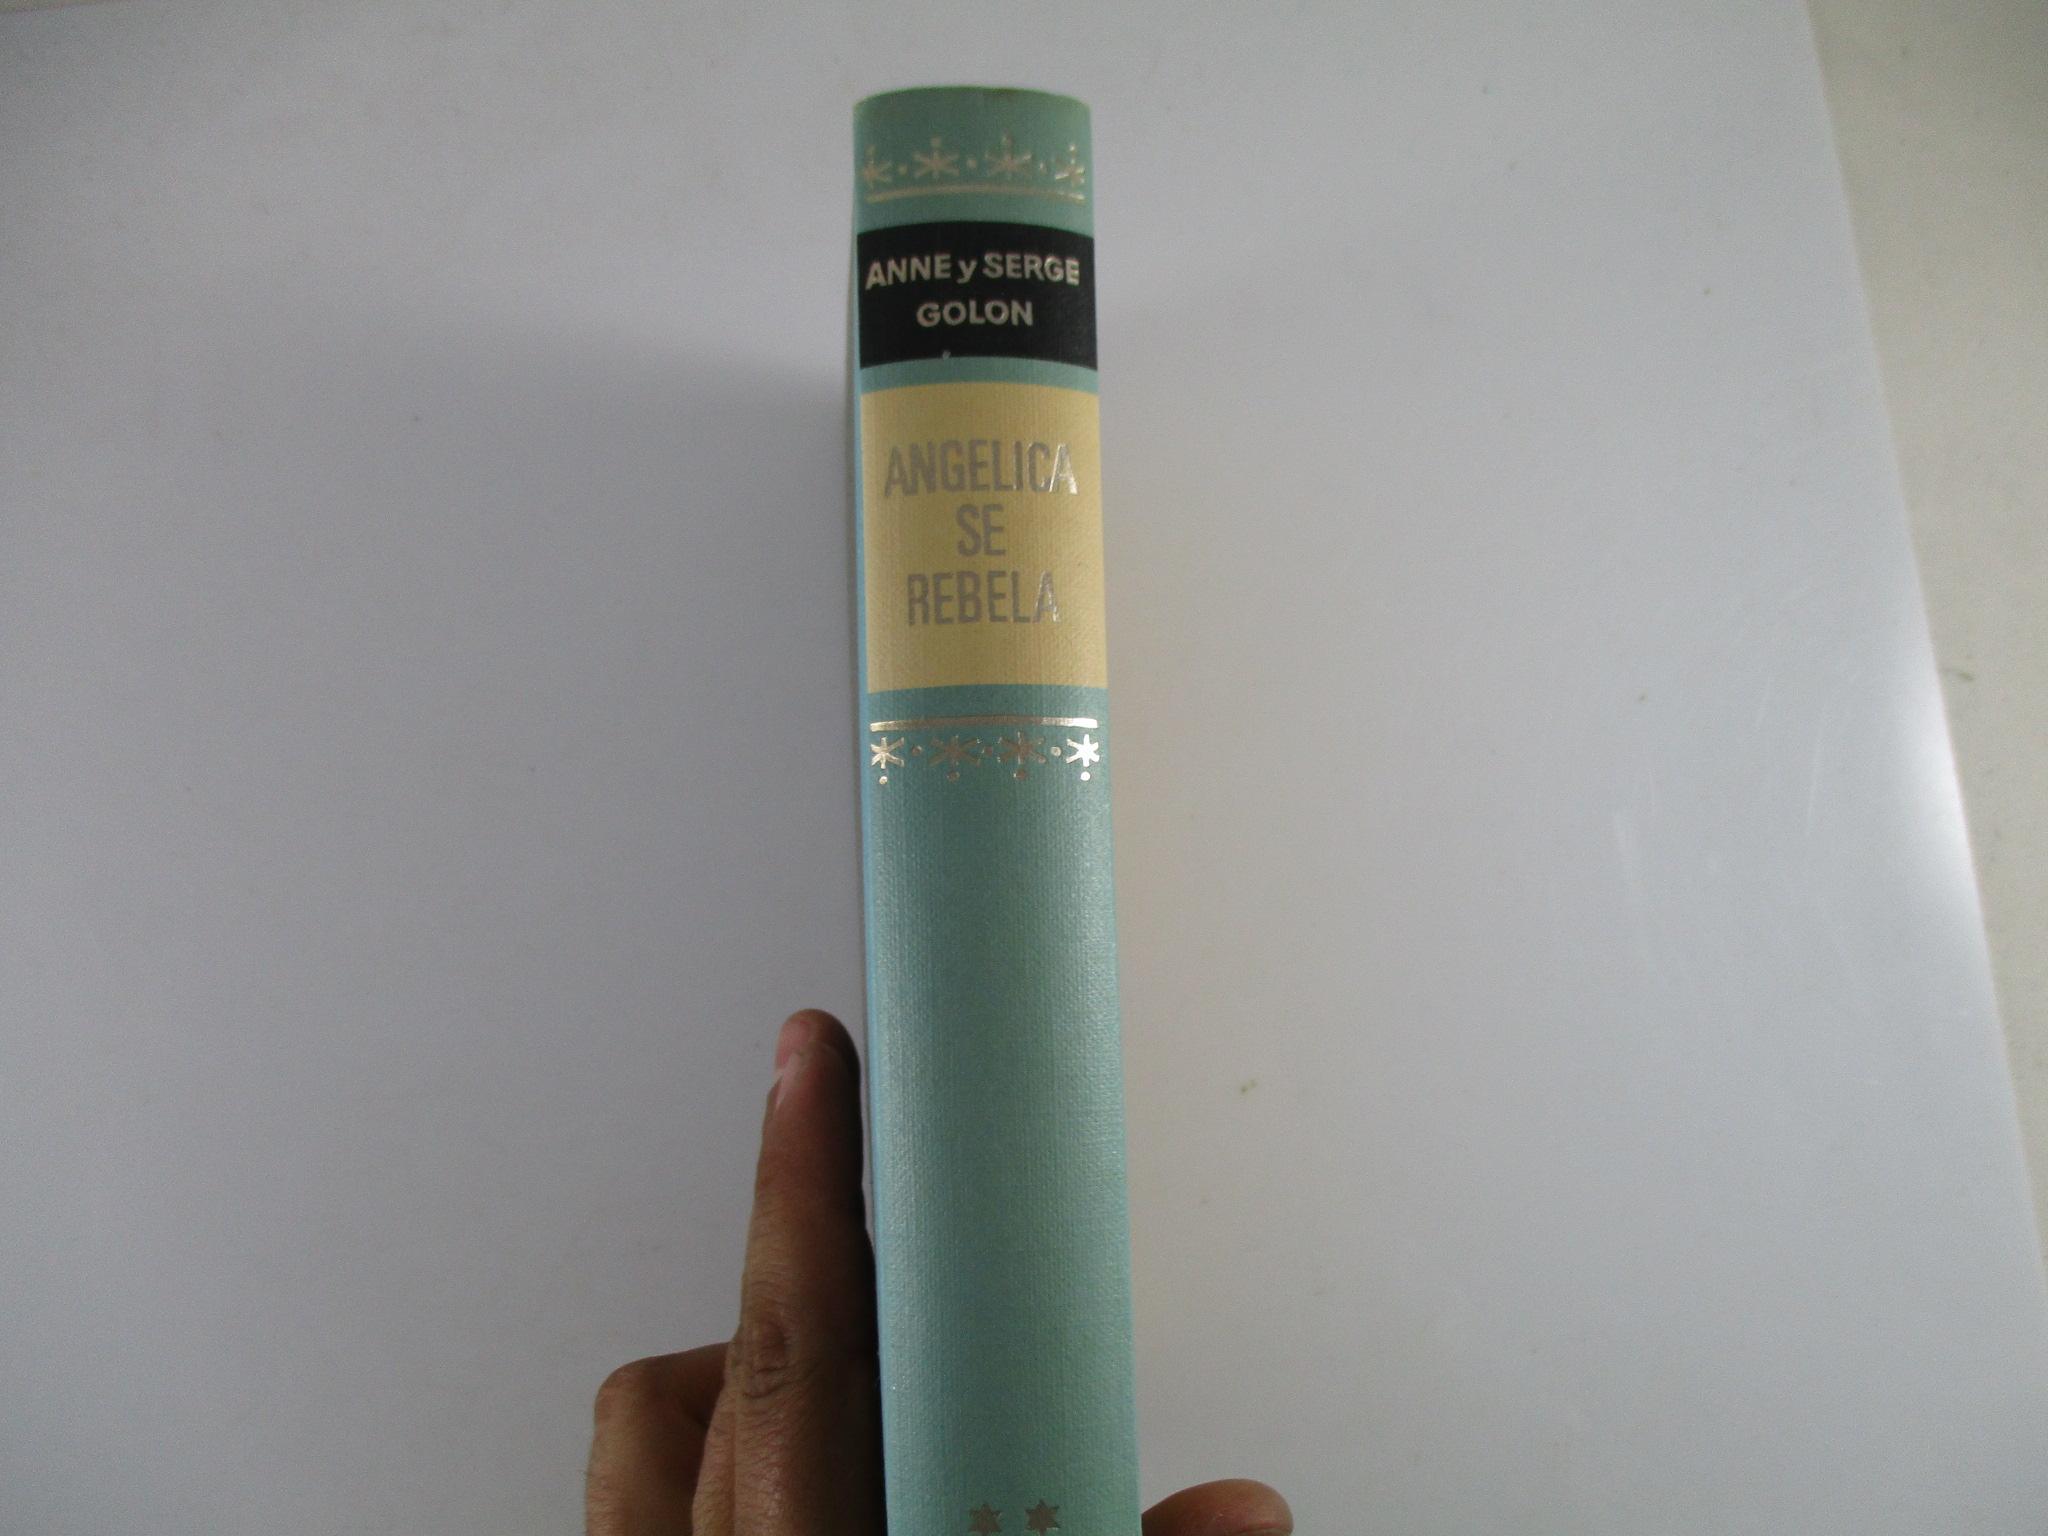 ANNE y SERGE
GOLON
ANGELICA
SE
REBELA